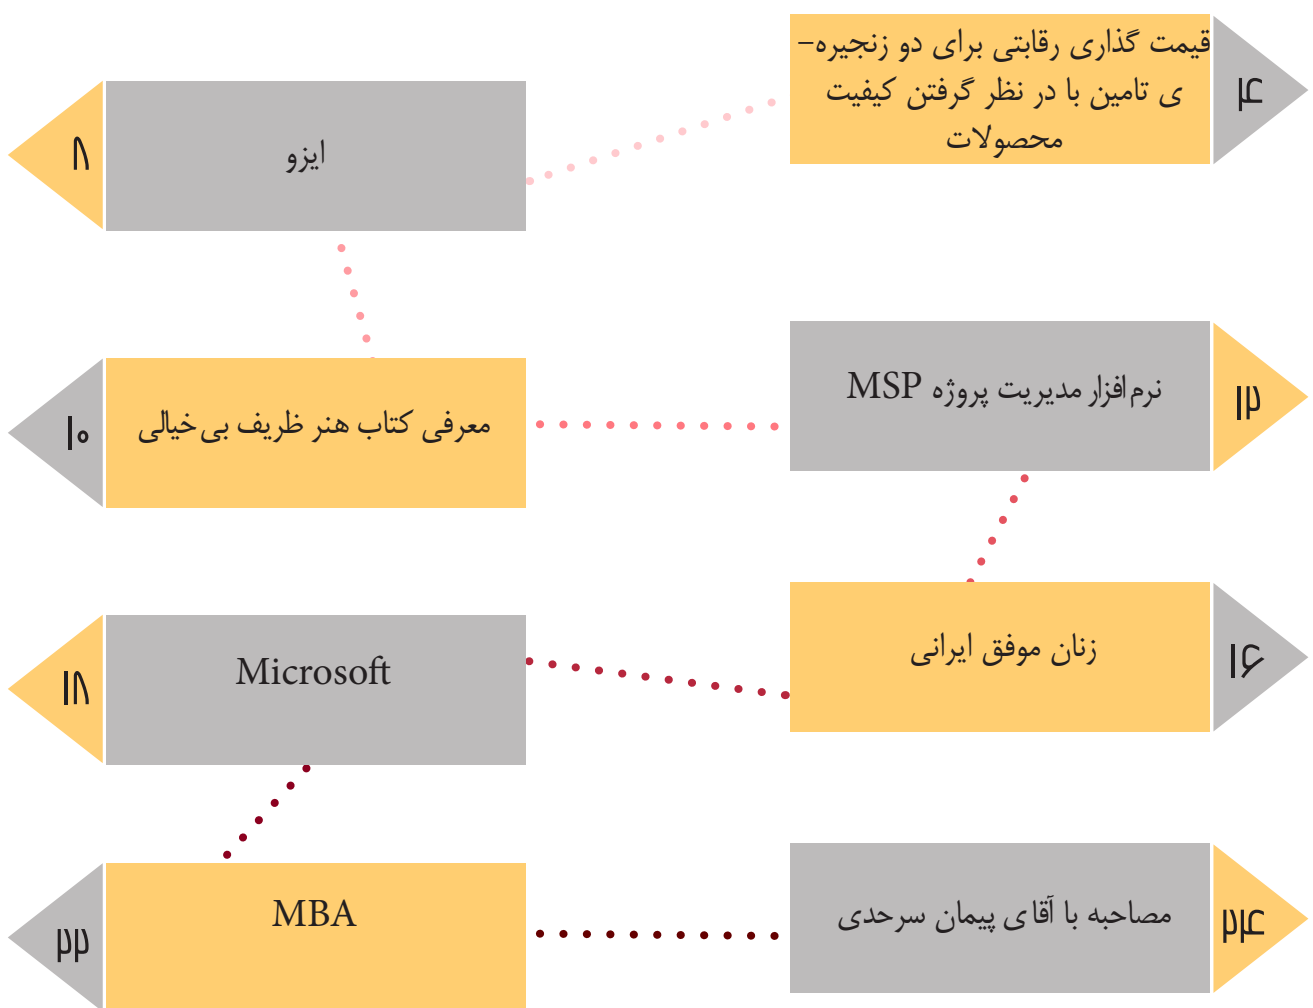 قیمت گذاری رقابتی برای دو زنجیره-
ی تامین با در نظر گرفتن کیفیت
محصولات
۴
ایزو
۸
معرفی کتاب هنر ظریف بی‌خیالی
۱۰
نرم‌افزار مدیریت پروژه MSP
۱۲
زنان موفق ایرانی
۱۶
Microsoft
۱۸
MBA
۲۲
مصاحبه با آقای پیمان سرحدی
۲۴